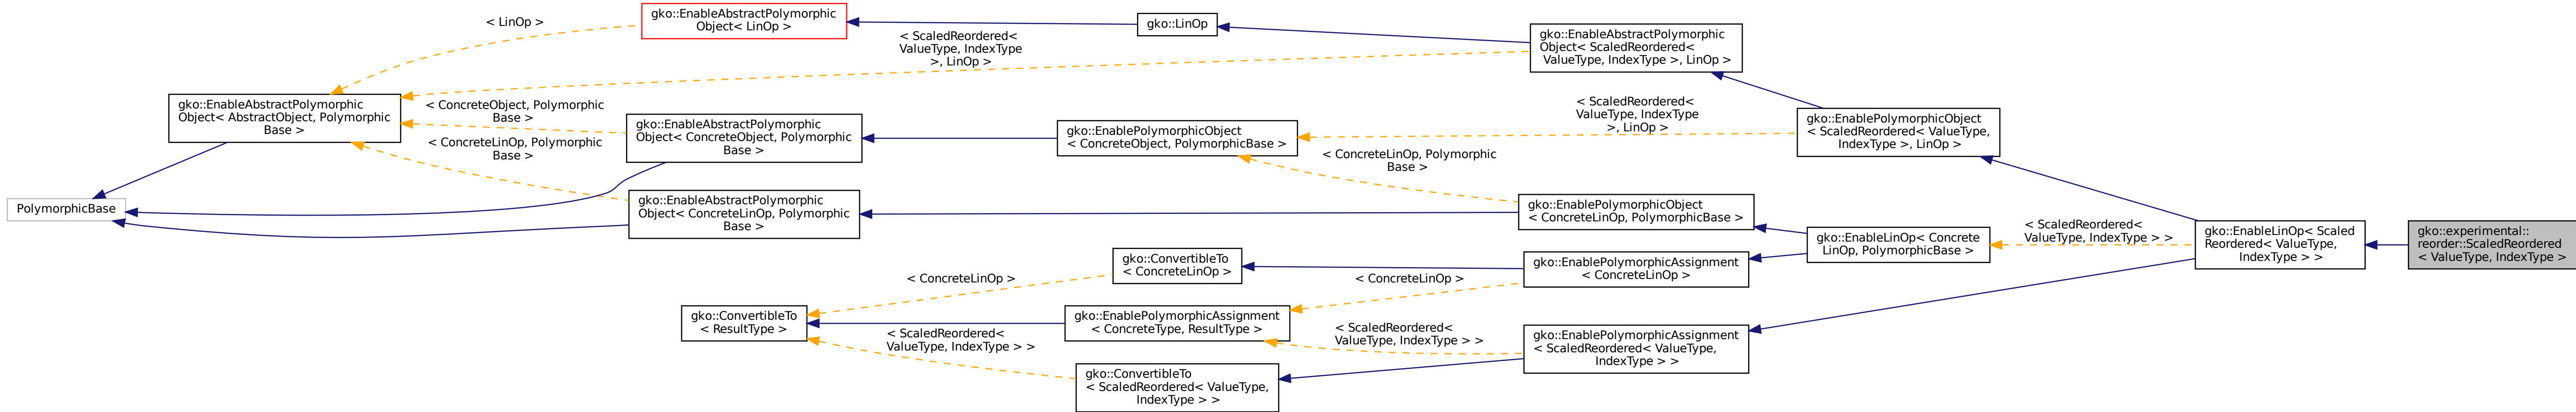 < LinOp >
gko::EnableAbstractPolymorphic
Object< LinOp >
gko::LinOp
< ScaledReordered<
ValueType, IndexType
>, LinOp >
gko::EnableAbstractPolymorphic
Object< ScaledReordered<
ValueType, IndexType >, LinOp >
gko::EnableAbstractPolymorphic
Object< AbstractObject, Polymorphic
Base >
< ConcreteObject, Polymorphic
Base >
< ConcreteLinOp, Polymorphic
Base >
gko::EnableAbstractPolymorphic
Object< ConcreteObject, Polymorphic
Base >
gko::EnablePolymorphicObject
< ConcreteObject, PolymorphicBase >
< ScaledReordered<
ValueType, IndexType
>, LinOp >
gko::EnablePolymorphicObject
< ScaledReordered< ValueType,
IndexType >, LinOp >
< ConcreteLinOp, Polymorphic
Base >
PolymorphicBase
gko::EnableAbstractPolymorphic
Object< ConcreteLinOp, Polymorphic
Base >
gko::EnablePolymorphicObject
< ConcreteLinOp, PolymorphicBase >
gko::EnableLinOp< Concrete
LinOp, PolymorphicBase >
< ScaledReordered<
ValueType, IndexType > >
gko::EnableLinOp< Scaled
Reordered< ValueType,
IndexType > >
gko::experimental::
reorder::ScaledReordered
< ValueType, IndexType >
< ConcreteLinOp >
gko::ConvertibleTo
< ConcreteLinOp >
< ConcreteLinOp >
gko::EnablePolymorphicAssignment
< ConcreteLinOp >
gko::ConvertibleTo
< ResultType >
gko::EnablePolymorphicAssignment
< ConcreteType, ResultType >
< ScaledReordered<
ValueType, IndexType > >
< ScaledReordered<
ValueType, IndexType > >
gko::EnablePolymorphicAssignment
< ScaledReordered< ValueType,
IndexType > >
gko::ConvertibleTo
< ScaledReordered< ValueType,
IndexType > >